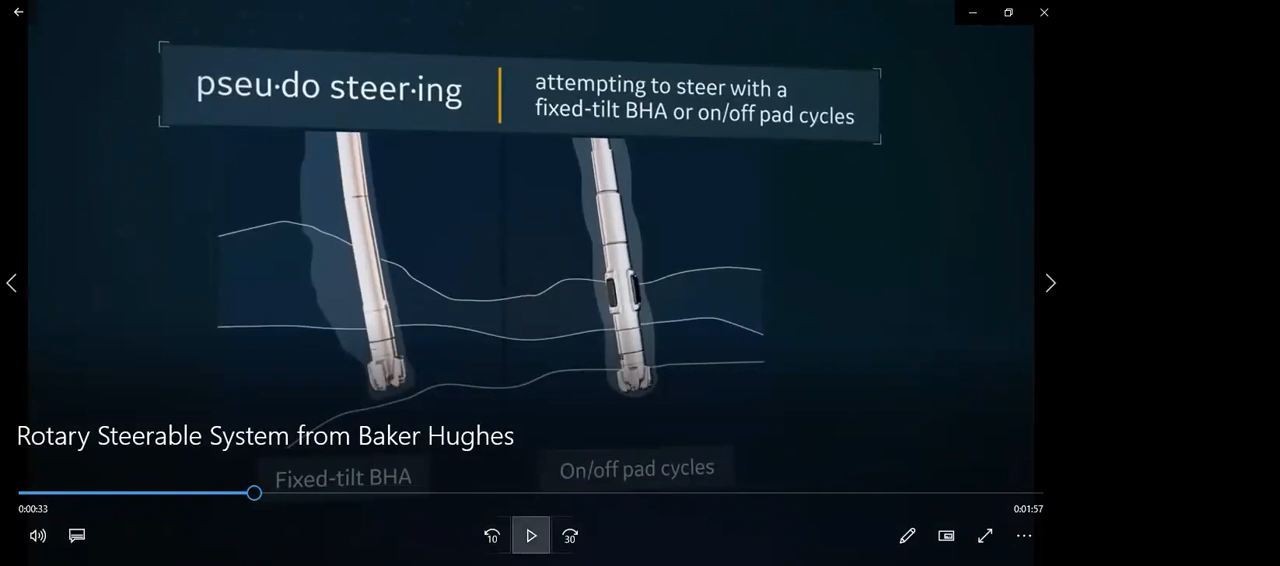 pseu·do steer·ing
attempting to steer with a
fixed-tilt BHA or on/off pad cycles
Rotary Steerable System from Baker Hughes
Fixed-tilt BHA
On/off pad cycles
0:00:33
0:01:57
10
30